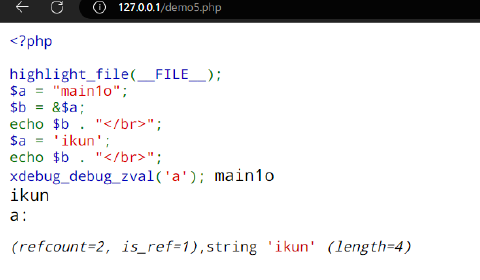 127.0.0.1/demo5.php
<?php
highlight_file(__FILE__);
$a = "main1o";
$b = &$a;
echo $b . "</br>";
$a = 'ikun';
echo $b . "</br>";
xdebug_debug_zval('a'); main1o
ikun
a:
(refcount=2, is_ref=1),string 'ikun' (length=4)